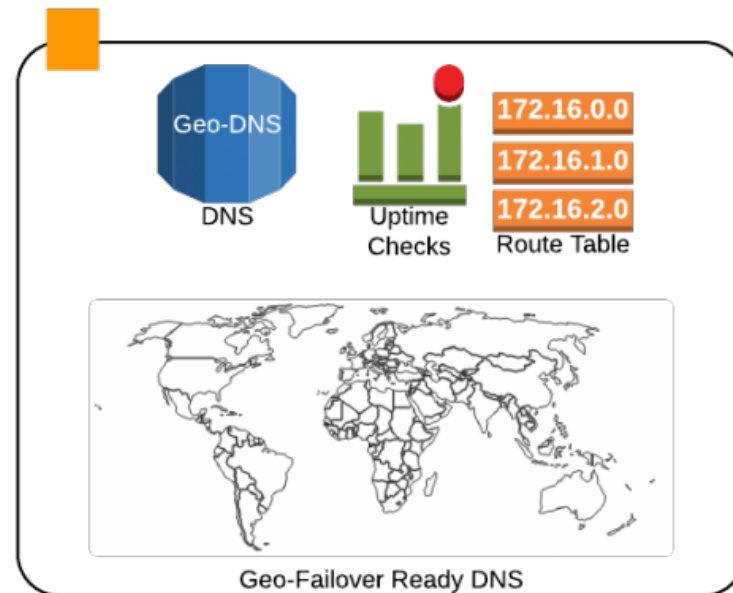 Geo-DNS
DNS
Uptime
Checks
172.16.0.0
172.16.1.0
172.16.2.0
Route Table
Geo-Failover Ready DNS